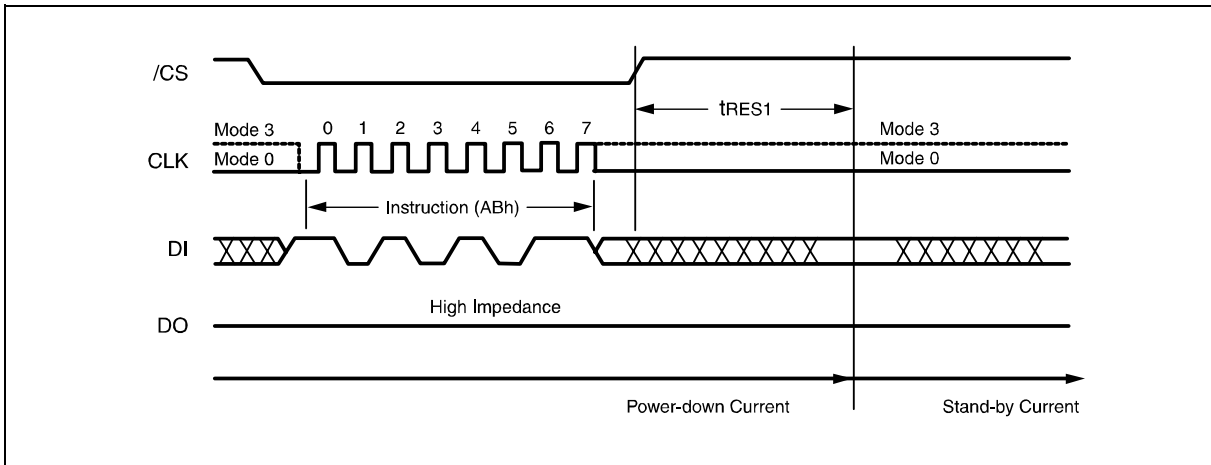 /CS
tRES1
Mode 3 0 1 2 3 4 5 6 7 Mode 3
CLK
Mode 0 Mode 0
Instruction (ABh)
DI
High Impedance
DO
Power-down Current Stand-by Current